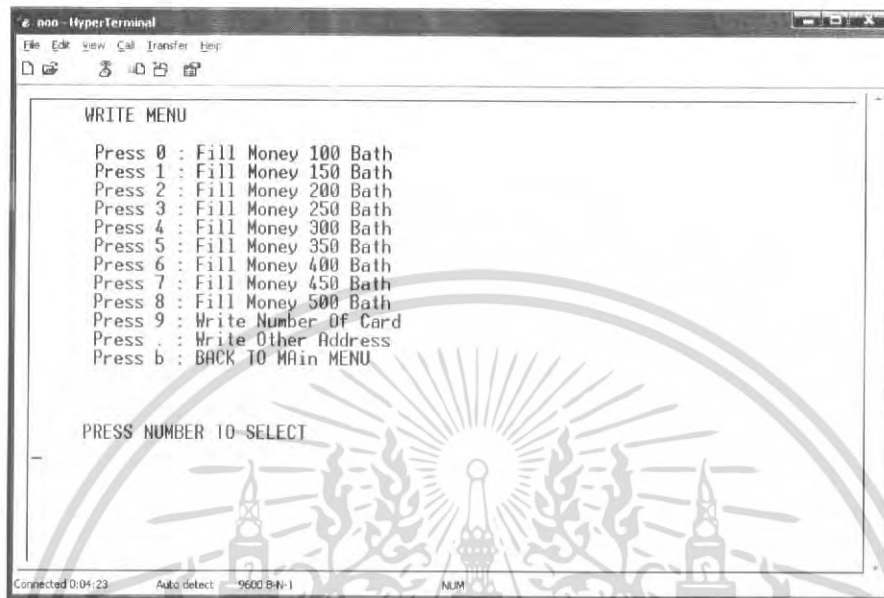 ooo - HyperTerminal
File Edit View Call Transfer Help
WRITE MENU
Press 0 : Fill Money 100 Bath
Press 1 : Fill Money 150 Bath
Press 2 : Fill Money 200 Bath
Press 3 : Fill Money 250 Bath
Press 4 : Fill Money 300 Bath
Press 5 : Fill Money 350 Bath
Press 6 : Fill Money 400 Bath
Press 7 : Fill Money 450 Bath
Press 8 : Fill Money 500 Bath
Press 9 : Write Number Of Card
Press . : Write Other Address
Press b : BACK TO MAin MENU
PRESS NUMBER TO SELECT
Connected 0:04:23 Auto detect 9600 8-N-1 NUM